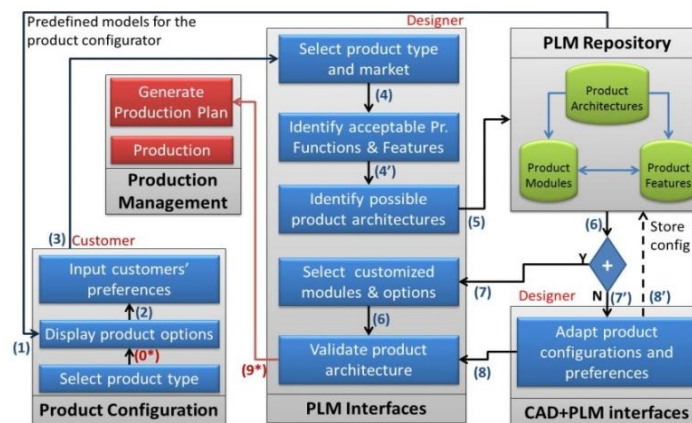 Predefined models for the
product configurator
Designer
PLM Repository
Product
Architectures
Product
Modules
Product
Features
Select product type
and market
(4)
Generate
Production Plan
Production
Production
Management
Identify acceptable Pr.
Functions & Features
(4’)
Identify possible
product architectures
(5)
(6)
Store
config
(3)
Customer
Input customers’
preferences
(2)
Display product options
(1)
(0*)
Select product type
Product Configuration
Select customized
modules & options
(6)
Validate product
architecture
(9*)
PLM Interfaces
Y
+
(7)
N
Designer
(7’)
(8’)
Adapt product
configurations and
preferences
(8)
CAD+PLM interfaces